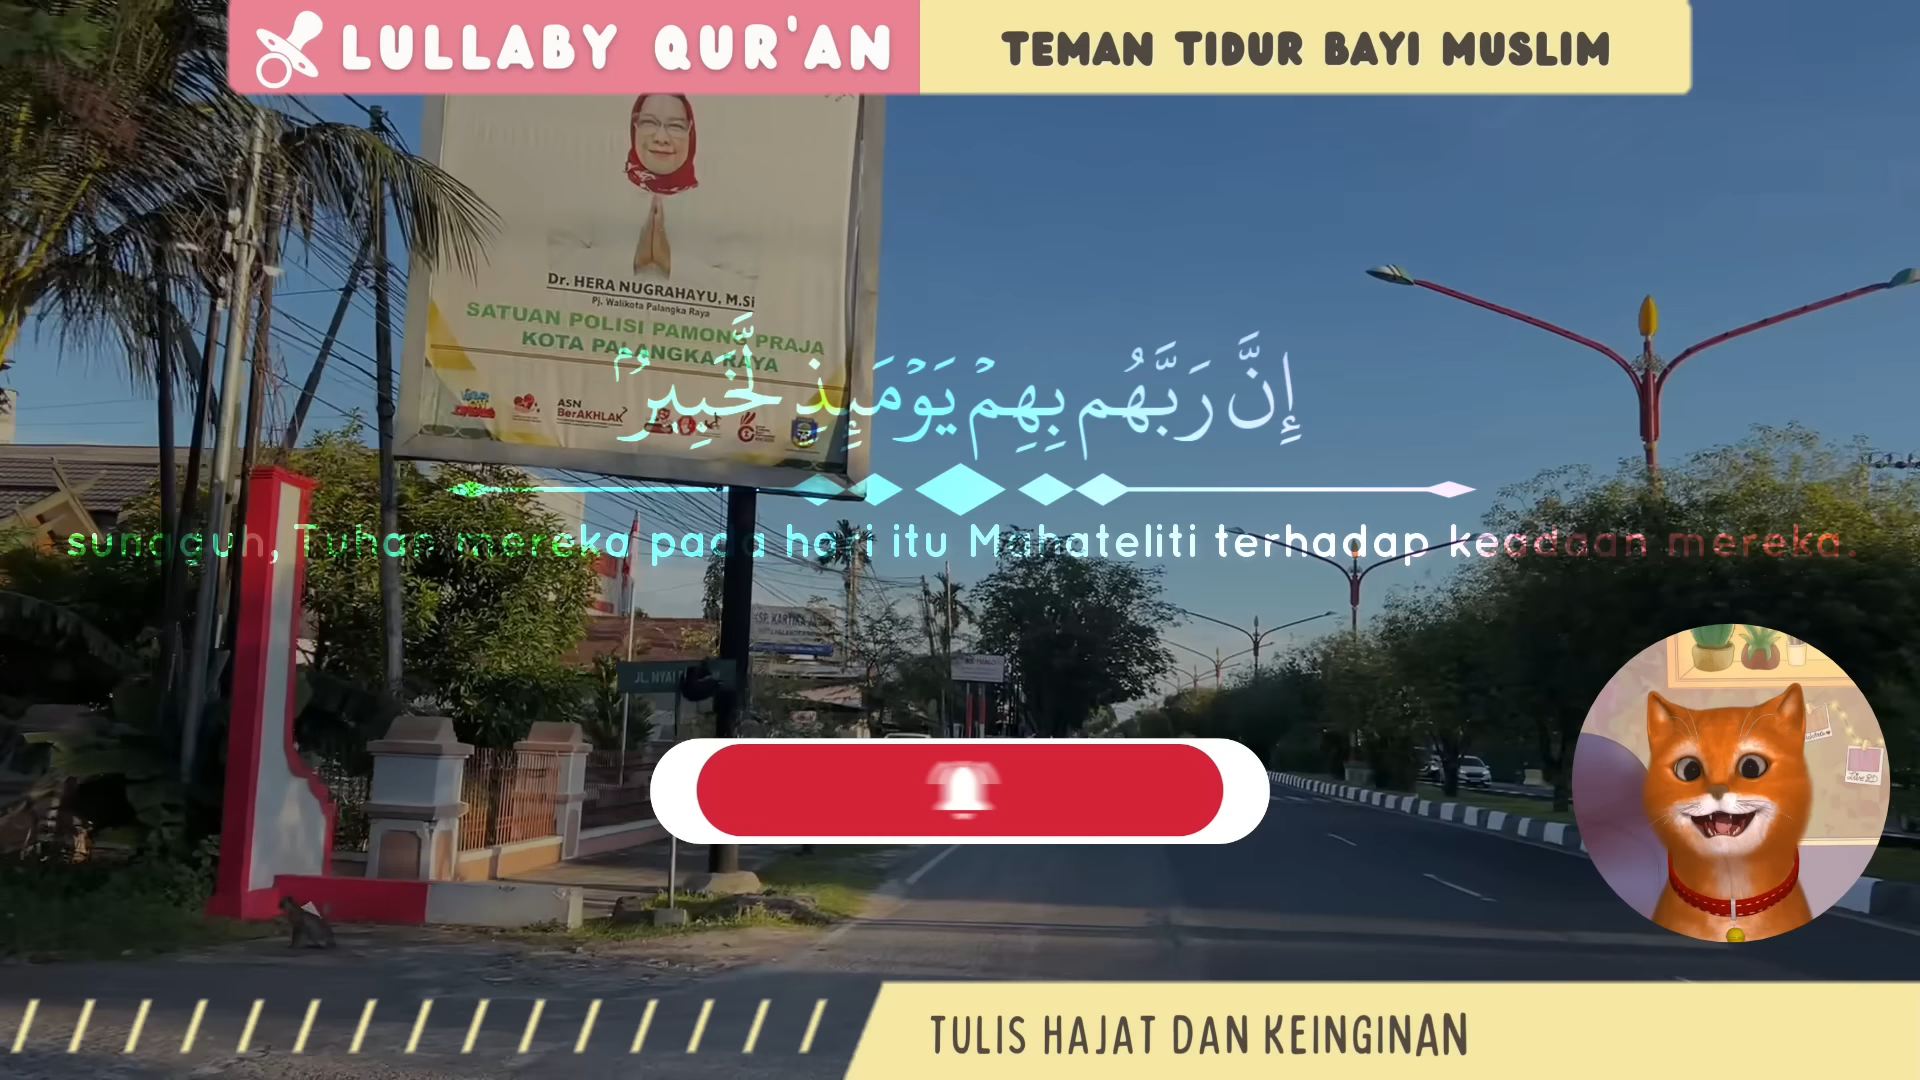 LULLABY QUR'AN
TEMAN TIDUR BAYI MUSLIM
Dr. HERA NUGRAHAYU, M.Si
Pj. Walikota Palangka Raya
SATUAN POLISI PAMONG PRAJA
KOTA PALANGKA RAYA
ASN
BerAKHLAK
إِنَّ رَبَّهُم بِهِمْ يَوْمَئِذٍ لَّخَبِيرٌۢ
sungguh, Tuhan mereka pada hari itu Mahateliti terhadap keadaan mereka.
KARTIKA
JL.
TULIS HAJAT DAN KEINGINAN